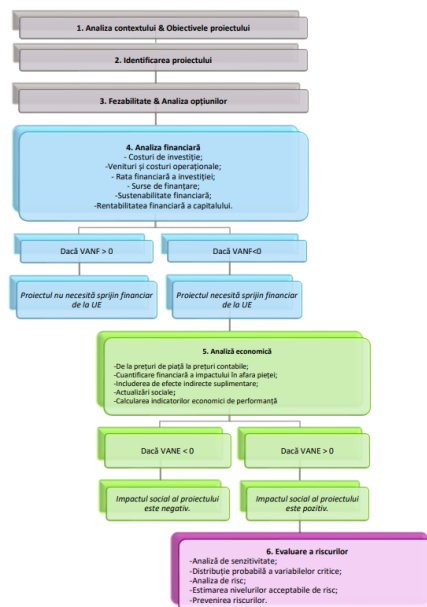 1. Analiza contextului & Obiectivele proiectului
2. Identificarea proiectului
3. Fezabilitate & Analiza opțiunilor
4. Analiza financiară
- Costuri de investiție;
-Venituri și costuri operaționale;
- Rata financiară a investiției;
- Surse de finanțare;
-Sustenabilitate financiară;
-Rentabilitatea financiară a capitalului.
Dacă VANF > 0
Dacă VANF<0
Proiectul nu necesită sprijin financiar
de la UE
Proiectul necesită sprijin financiar
de la UE
5. Analiză economică
-De la prețuri de piață la prețuri contabile;
-Cuantificare financiară a impactului în afara pieței;
-Includerea de efecte indirecte suplimentare;
-Actualizări sociale;
-Calcularea indicatorilor economici de performanță
Dacă VANE < 0
Dacă VANE > 0
Impactul social al proiectului
este negativ.
Impactul social al proiectului
este pozitiv.
6. Evaluare a riscurilor
-Analiză de senzitivitate;
-Distribuție probabilă a variabilelor critice;
-Analiza de risc;
-Estimarea nivelurilor acceptabile de risc;
-Prevenirea riscurilor.